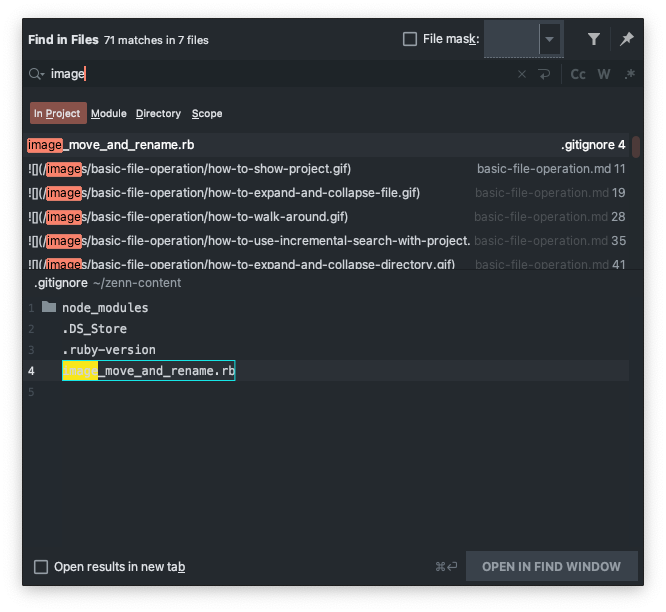 Find in Files 71 matches in 7 files File mask:
image Cc W .*
In Project Module Directory Scope
image_move_and_rename.rb .gitignore 4
![](/images/basic-file-operation/how-to-show-project.gif) basic-file-operation.md 11
![](/images/basic-file-operation/how-to-expand-and-collapse-file.gif) basic-file-operation.md 19
![](/images/basic-file-operation/how-to-walk-around.gif) basic-file-operation.md 28
![](/images/basic-file-operation/how-to-use-incremental-search-with-project. basic-file-operation.md 35
![](/images/basic-file-operation/how-to-expand-and-collapse-directory.gif) basic-file-operation.md 41
.gitignore ~/zenn-content
1 node_modules
2 .DS_Store
3 .ruby-version
4 image_move_and_rename.rb
5
Open results in new tab ⌘↩ OPEN IN FIND WINDOW